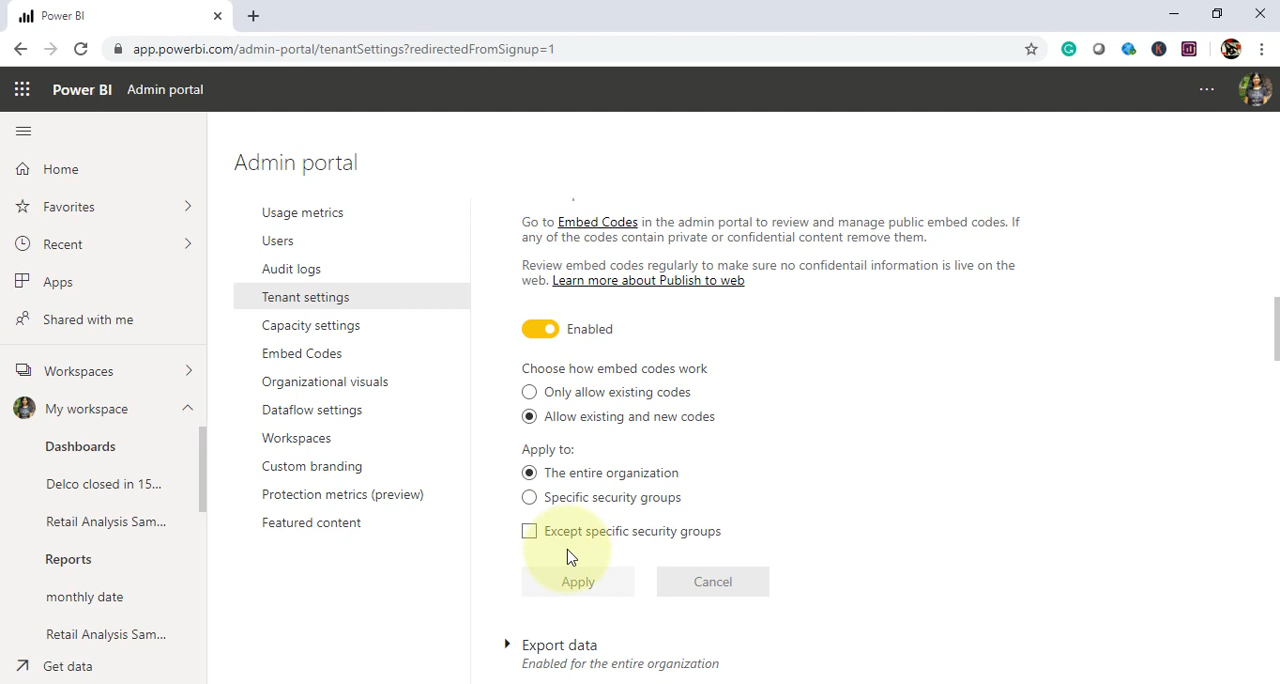 Power BI
app.powerbi.com/admin-portal/tenantSettings?redirectedFromSignup=1
Power BI Admin portal
Home
Favorites
Recent
Apps
Shared with me
Workspaces
My workspace
Dashboards
Delco closed in 15...
Retail Analysis Sam...
Reports
monthly date
Retail Analysis Sam...
Get data
Admin portal
Usage metrics
Users
Audit logs
Tenant settings
Capacity settings
Embed Codes
Organizational visuals
Dataflow settings
Workspaces
Custom branding
Protection metrics (preview)
Featured content
Go to Embed Codes in the admin portal to review and manage public embed codes. If
any of the codes contain private or confidential content remove them.
Review embed codes regularly to make sure no confidentail information is live on the
web. Learn more about Publish to web
Enabled
Choose how embed codes work
Only allow existing codes
Allow existing and new codes
Apply to:
The entire organization
Specific security groups
Except specific security groups
Apply
Cancel
Export data
Enabled for the entire organization